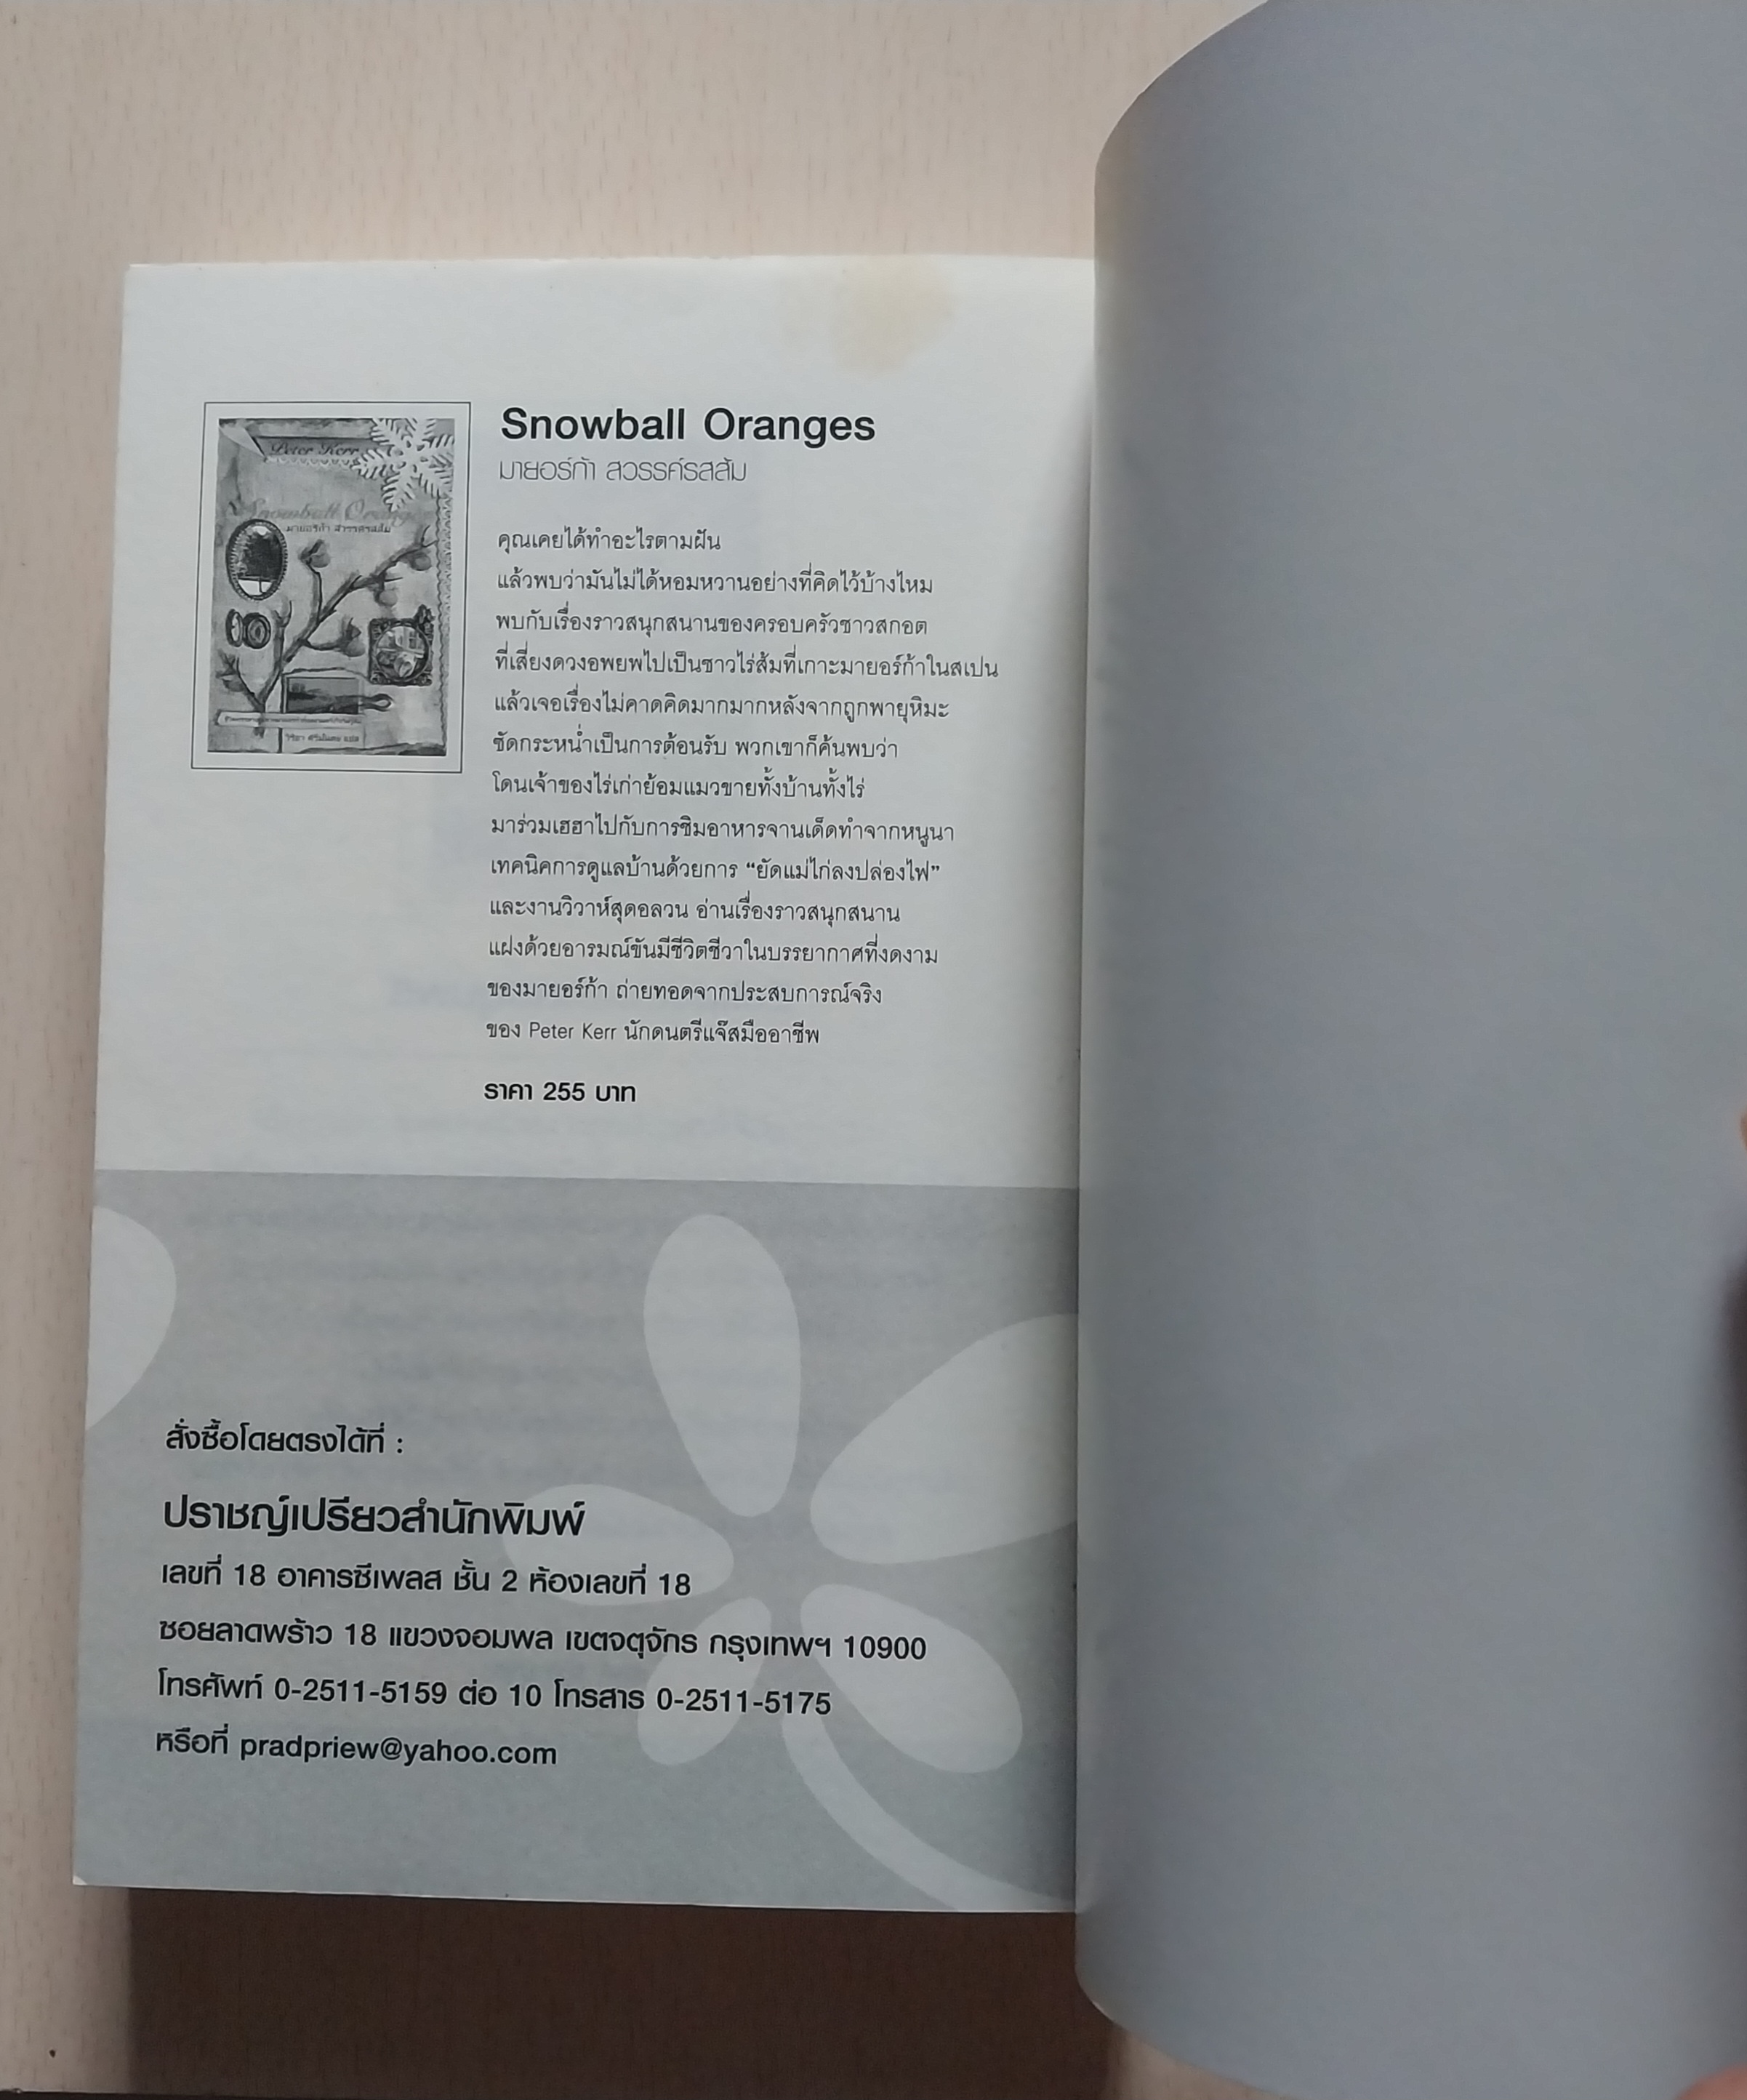 Snowball Oranges
มายอร์ก้า สวรรค์รสส้ม
Peter Kerr
Snowball Oranges
มายอร์ก้า สวรรค์รสส้ม
คุณเคยได้ทำอะไรตามฝัน
แล้วพบว่ามันไม่ได้หอมหวานอย่างที่คิดไว้บ้างไหม
พบกับเรื่องราวสนุกสนานของครอบครัวชาวสกอต
ที่เสี่ยงดวงอพยพไปเป็นชาวไร่ส้มที่เกาะมายอร์ก้าในสเปน
แล้วเจอเรื่องไม่คาดคิดมากมากหลังจากถูกพายุหิมะ
ซัดกระหน่ำเป็นการต้อนรับ พวกเขาก็ค้นพบว่า
โดนเจ้าของไร่เก่าย้อมแมวขายทั้งบ้านทั้งไร่
มาร่วมเฮฮาไปกับการชิมอาหารจานเด็ดทำจากหนูนา
เทคนิคการดูแลบ้านด้วยการ “ยัดแม่ไก่ลงปล่องไฟ”
และงานวิวาห์สุดอลวน อ่านเรื่องราวสนุกสนาน
แฝงด้วยอารมณ์ขันมีชีวิตชีวาในบรรยากาศที่งดงาม
ของมายอร์ก้า ถ่ายทอดจากประสบการณ์จริง
ของ Peter Kerr นักดนตรีแจ๊สมืออาชีพ
ราคา 255 บาท
สั่งซื้อโดยตรงได้ที่ :
ปราชญ์เปรียวสำนักพิมพ์
เลขที่ 18 อาคารซีเพลส ชั้น 2 ห้องเลขที่ 18
ซอยลาดพร้าว 18 แขวงจอมพล เขตจตุจักร กรุงเทพฯ 10900
โทรศัพท์ 0-2511-5159 ต่อ 10 โทรสาร 0-2511-5175
หรือที่ pradpriew@yahoo.com